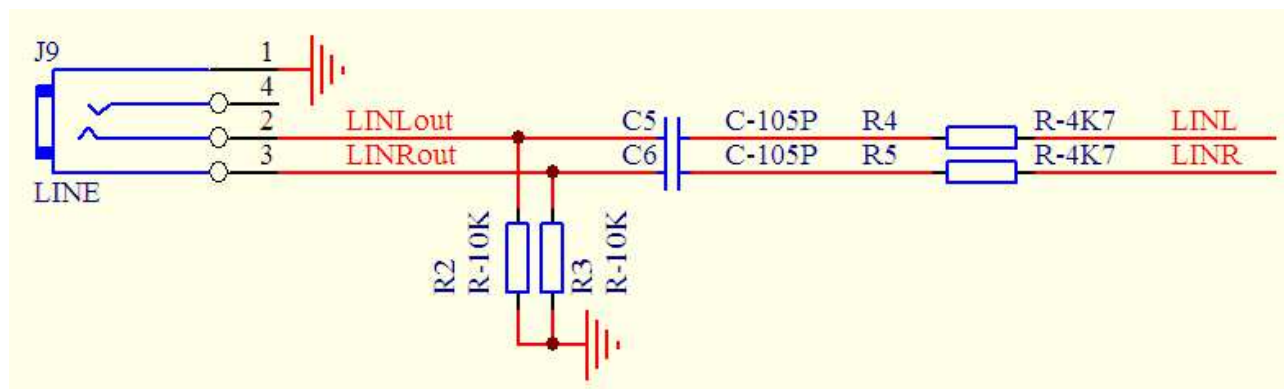 J9 1
4
2 LINLout C5 C-105P R4 R-4K7 LINL
3 LINRout C6 C-105P R5 R-4K7 LINR
LINE
R2 R-10K R3 R-10K